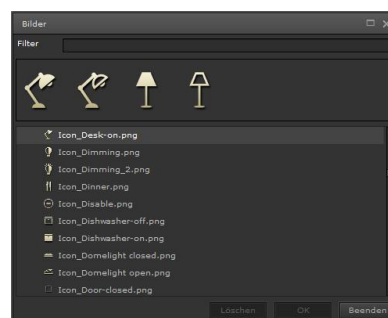 Bilder
Filter
Icon_Desk-on.png
Icon_Dimming.png
Icon_Dimming_2.png
Icon_Dinner.png
Icon_Disable.png
Icon_Dishwasher-off.png
Icon_Dishwasher-on.png
Icon_Domelight closed.png
Icon_Domelight open.png
Icon_Door-closed.png
Löschen OK Beenden